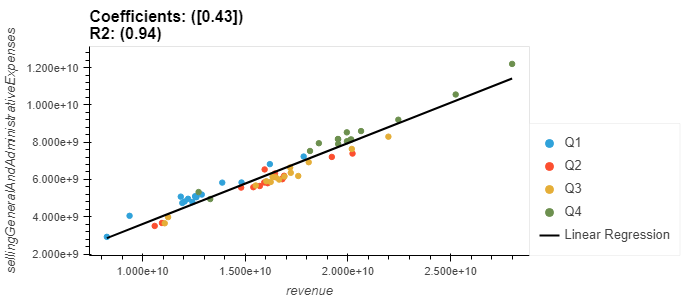 Coefficients: ([0.43])
R2: (0.94)
sellingGeneralAndAdministrativeExpenses
1.200e+10
1.000e+10
8.000e+9
6.000e+9
4.000e+9
2.000e+9
1.000e+10
1.500e+10
2.000e+10
2.500e+10
revenue
Q1
Q2
Q3
Q4
Linear Regression